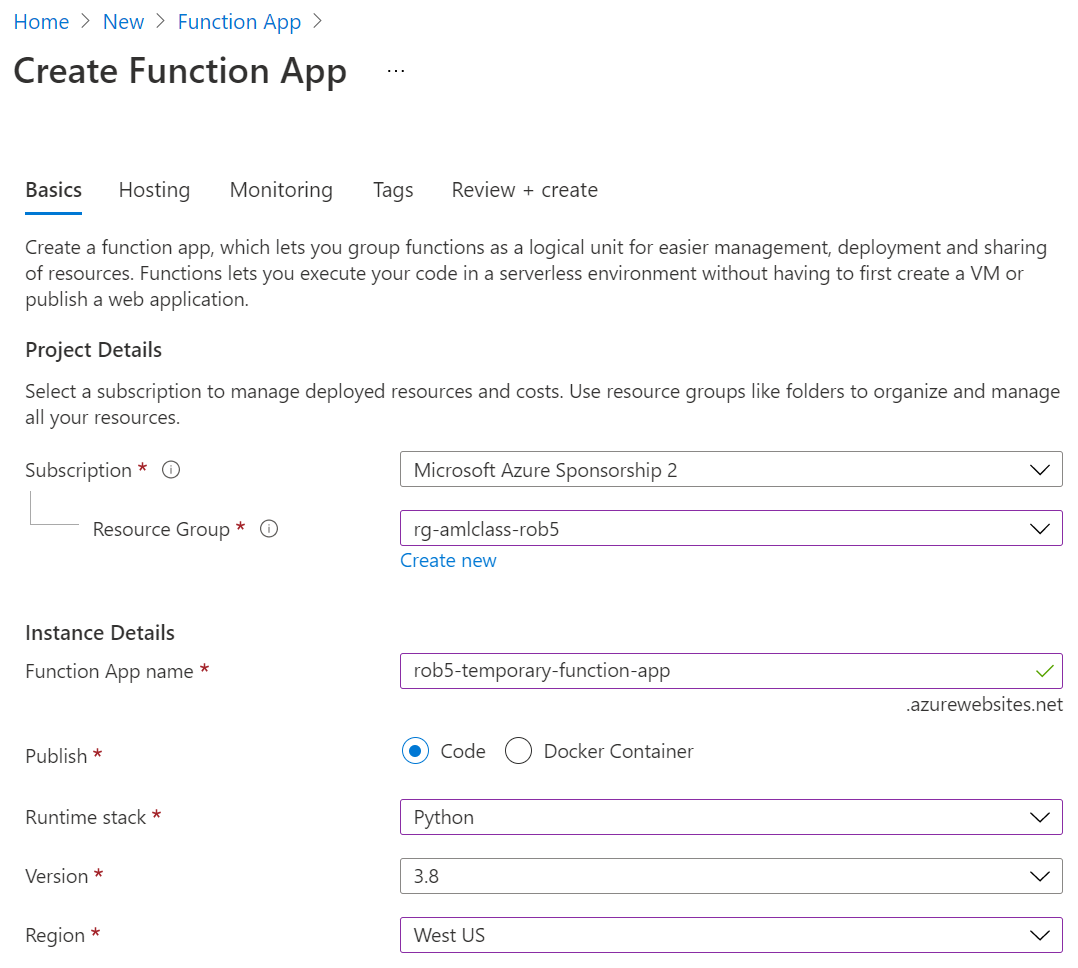 Home > New > Function App >
Create Function App ...
Basics Hosting Monitoring Tags Review + create
Create a function app, which lets you group functions as a logical unit for easier management, deployment and sharing
of resources. Functions lets you execute your code in a serverless environment without having to first create a VM or
publish a web application.
Project Details
Select a subscription to manage deployed resources and costs. Use resource groups like folders to organize and manage
all your resources.
Subscription * Microsoft Azure Sponsorship 2
Resource Group * rg-amlclass-rob5
Create new
Instance Details
Function App name * rob5-temporary-function-app
.azurewebsites.net
Publish * Code Docker Container
Runtime stack * Python
Version * 3.8
Region * West US